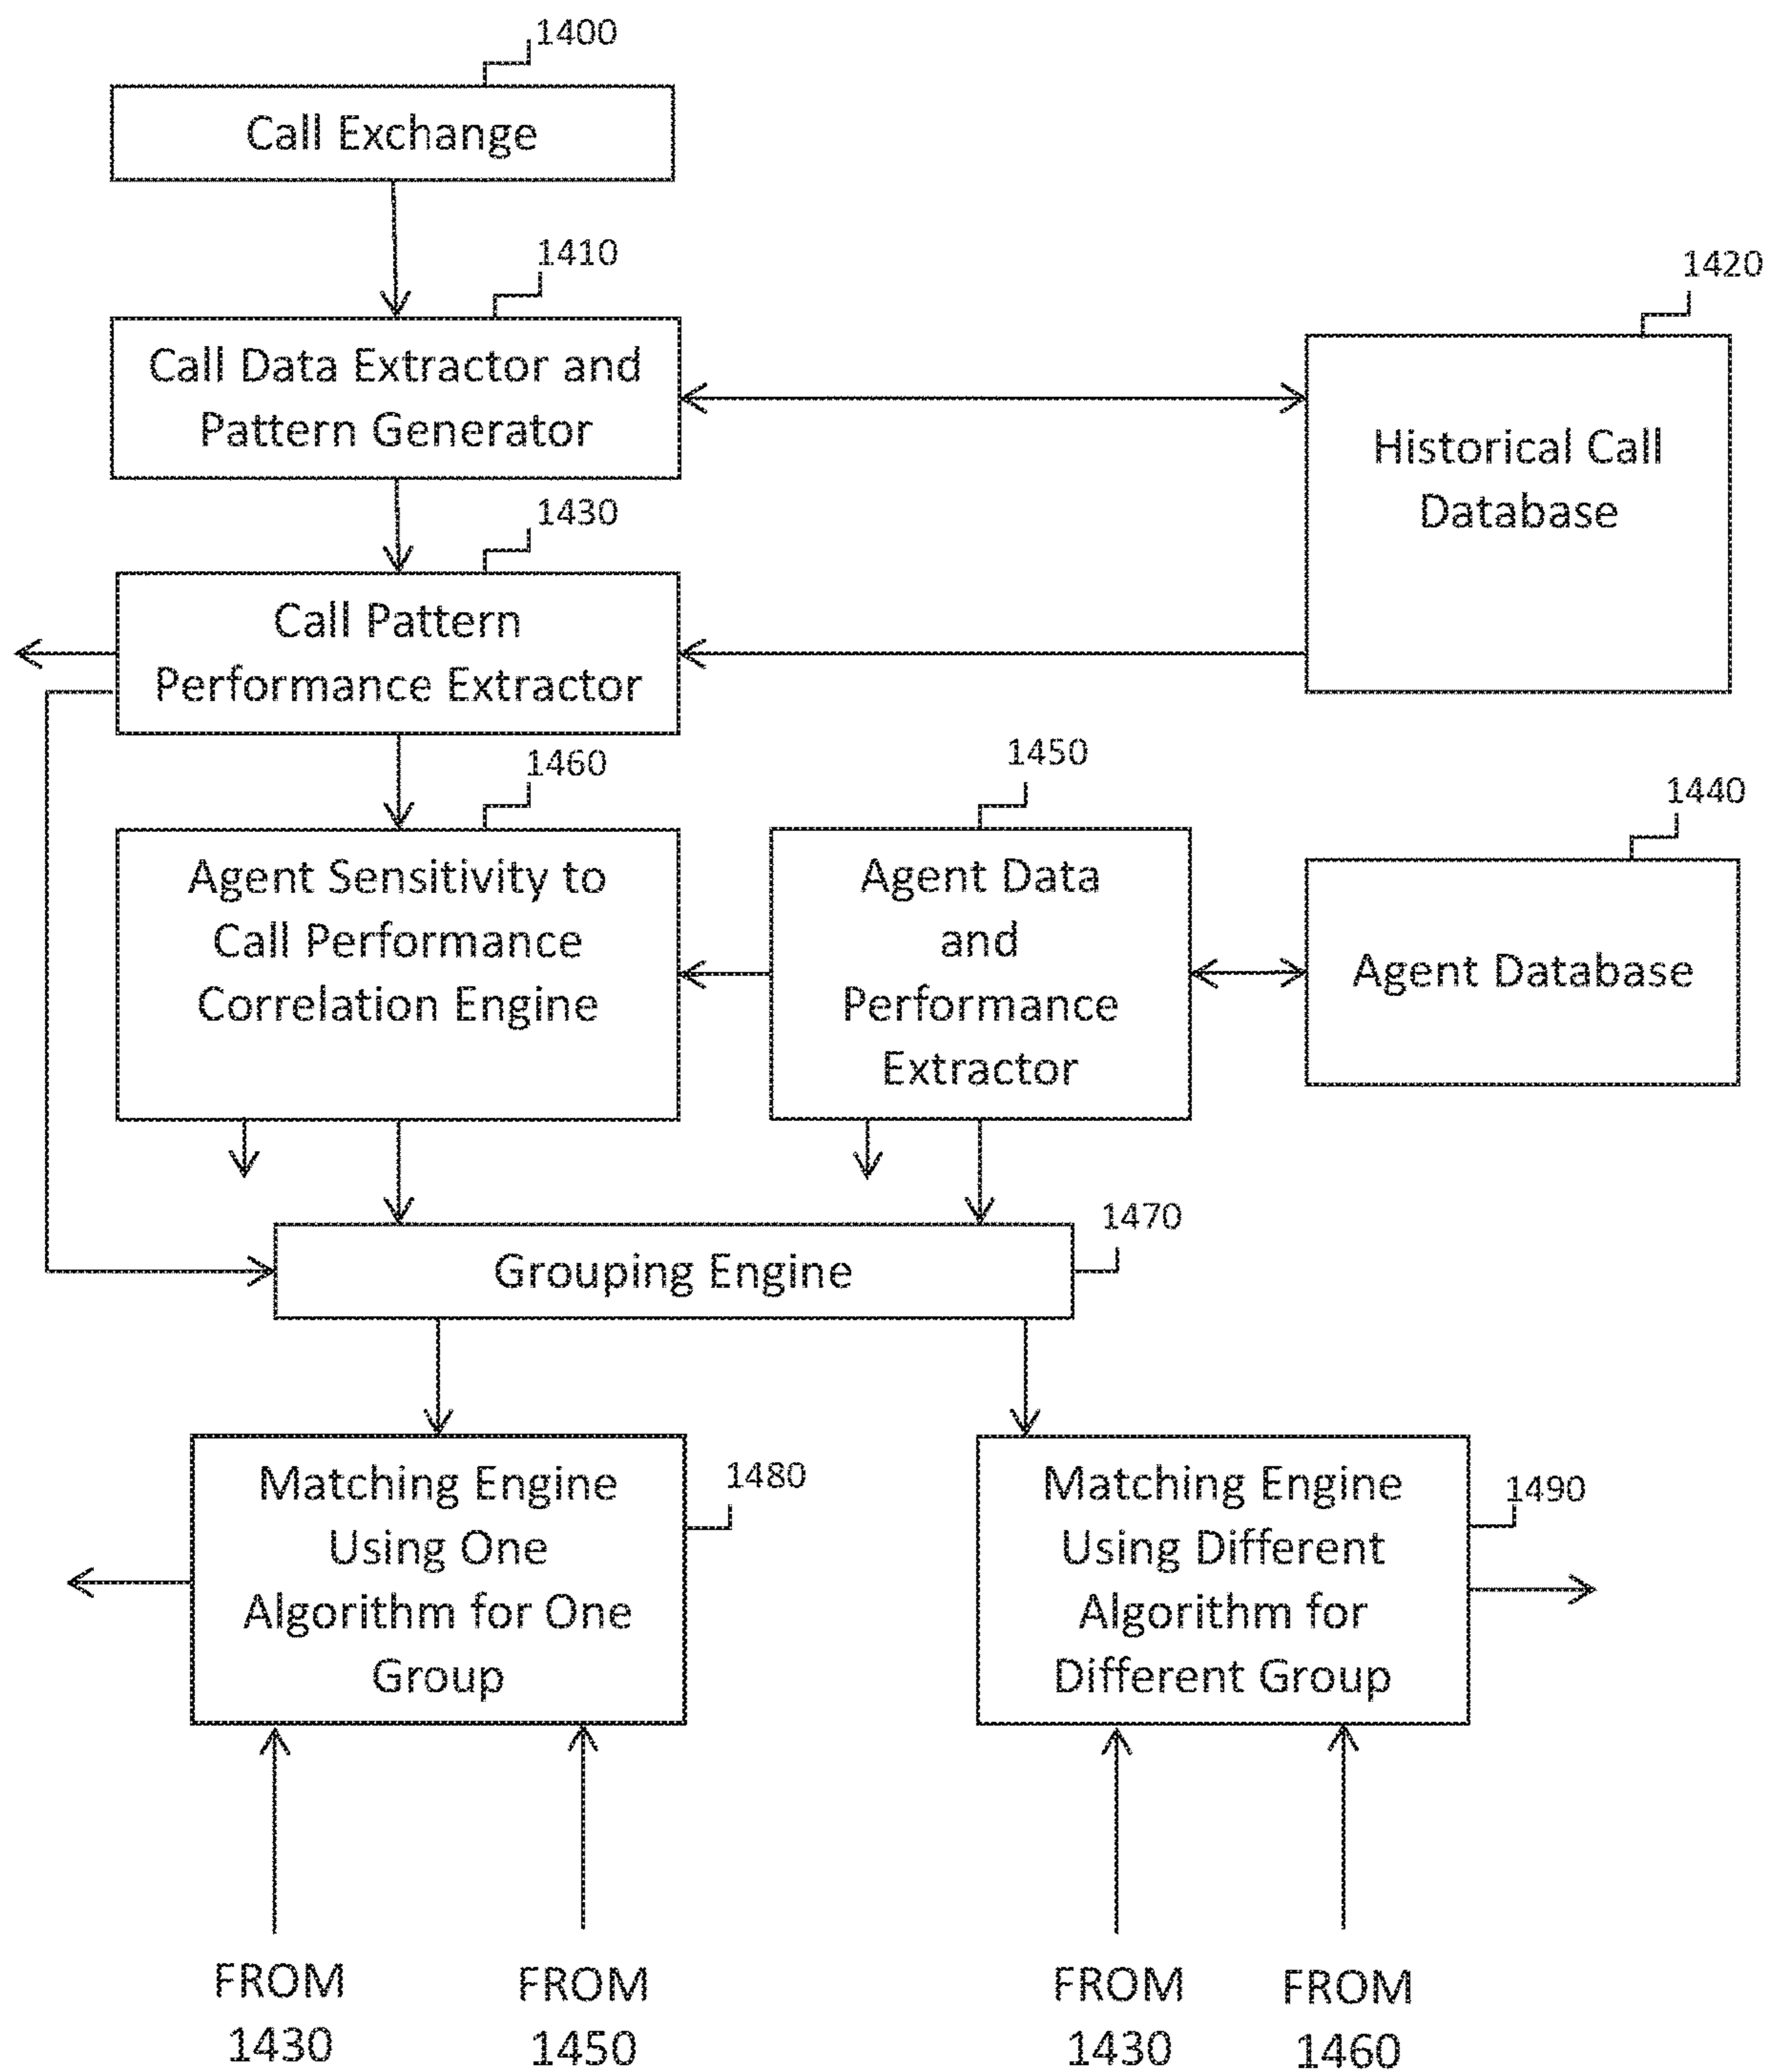 1400
Call Exchange
1410
Call Data Extractor and
Pattern Generator
1420
Historical Call
Database
1430
Call Pattern
Performance Extractor
1460
Agent Sensitivity to
Call Performance
Correlation Engine
1450
Agent Data
and
Performance
Extractor
1440
Agent Database
1470
Grouping Engine
1480
Matching Engine
Using One
Algorithm for One
Group
1490
Matching Engine
Using Different
Algorithm for
Different Group
FROM
1430
FROM
1450
FROM
1430
FROM
1460